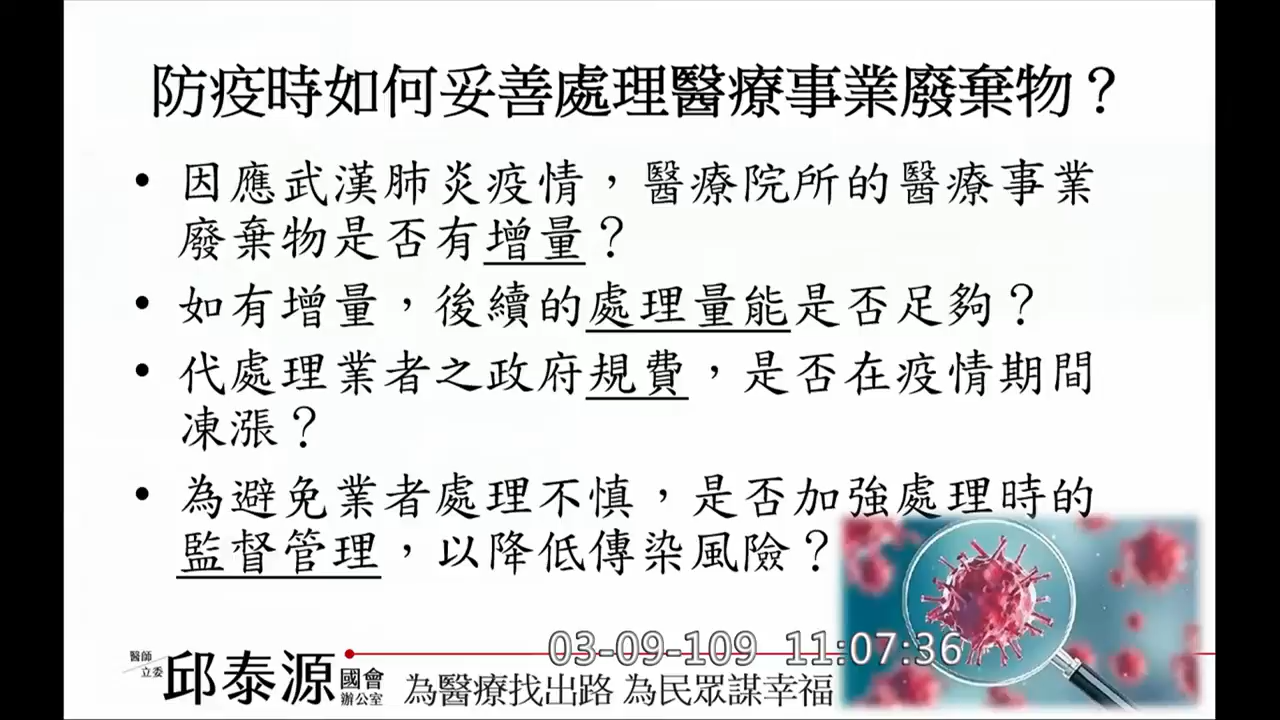 防疫時如何妥善處理醫療事業廢棄物？
• 因應武漢肺炎疫情，醫療院所的醫療事業
廢棄物是否有增量？
• 如有增量，後續的處理量能是否足夠？
• 代處理業者之政府規費，是否在疫情期間
凍漲？
• 為避免業者處理不慎，是否加強處理時的
監督管理，以降低傳染風險？
03-09-109 11:07:36
醫師
立委
邱泰源
國會
辦公室
為醫療找出路 為民眾謀幸福